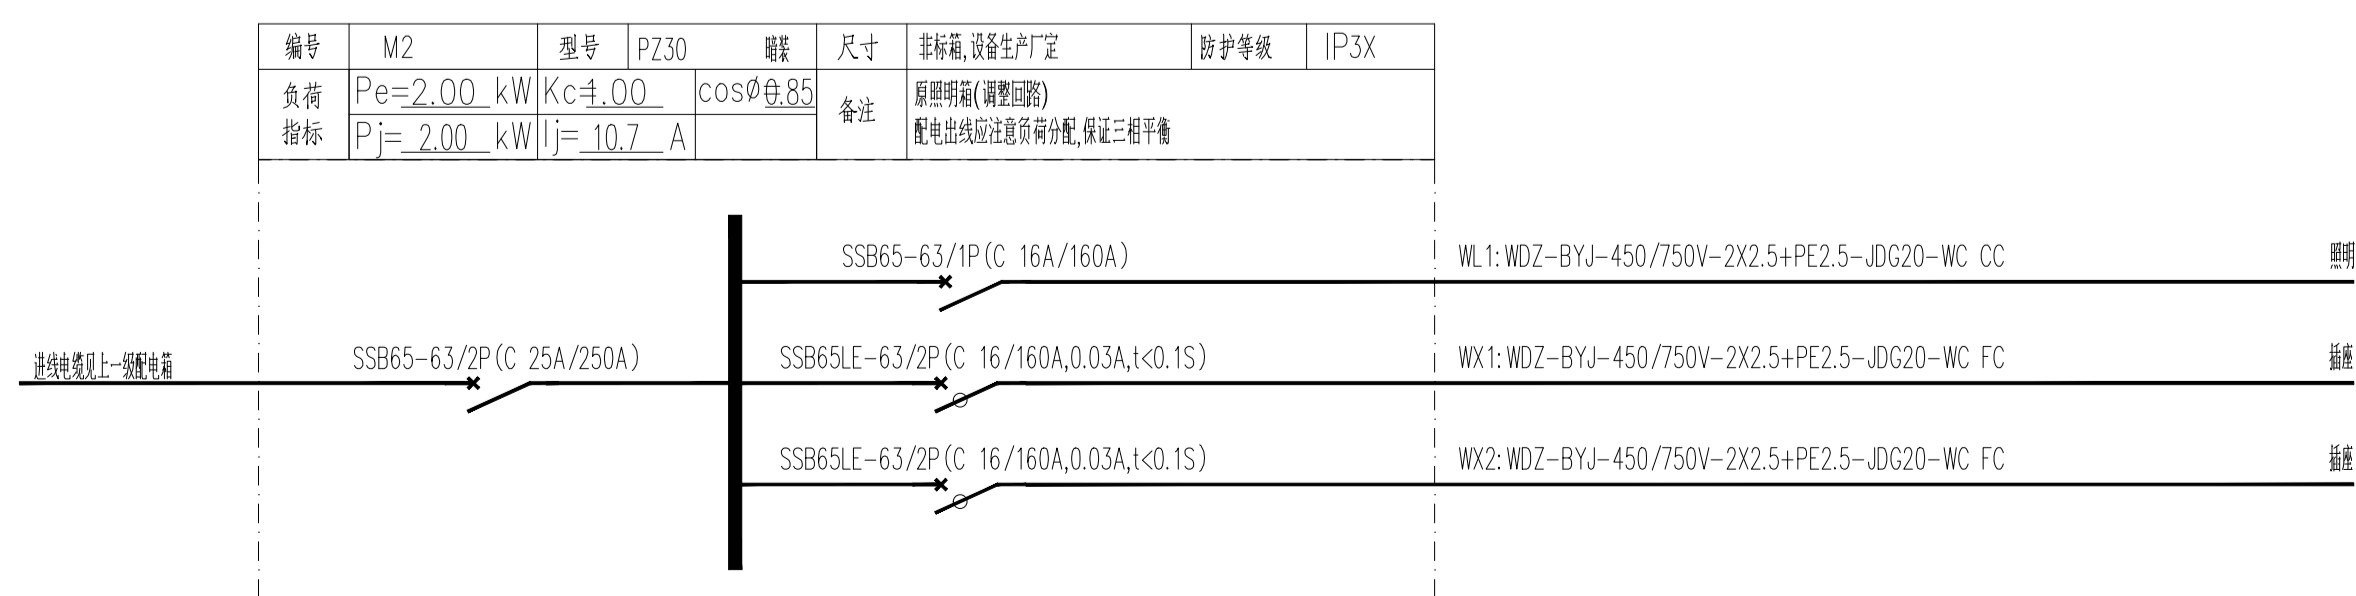 编号 M2 型号 PZ30 暗装 尺寸 非标箱,设备生产厂定 防护等级 IP3X
负荷指标 Pe=2.00 kW Kc=1.00 cosØ=0.85 备注 原照明箱(调整回路)
Pj= 2.00 kW Ij= 10.7 A 配电出线应注意负荷分配,保证三相平衡
SSB65-63/1P(C 16A/160A) WL1:WDZ-BYJ-450/750V-2X2.5+PE2.5-JDG20-WC CC 照明
进线电缆见上一级配电箱 SSB65-63/2P(C 25A/250A) SSB65LE-63/2P(C 16/160A,0.03A,t<0.1S) WX1:WDZ-BYJ-450/750V-2X2.5+PE2.5-JDG20-WC FC 插座
SSB65LE-63/2P(C 16/160A,0.03A,t<0.1S) WX2:WDZ-BYJ-450/750V-2X2.5+PE2.5-JDG20-WC FC 插座